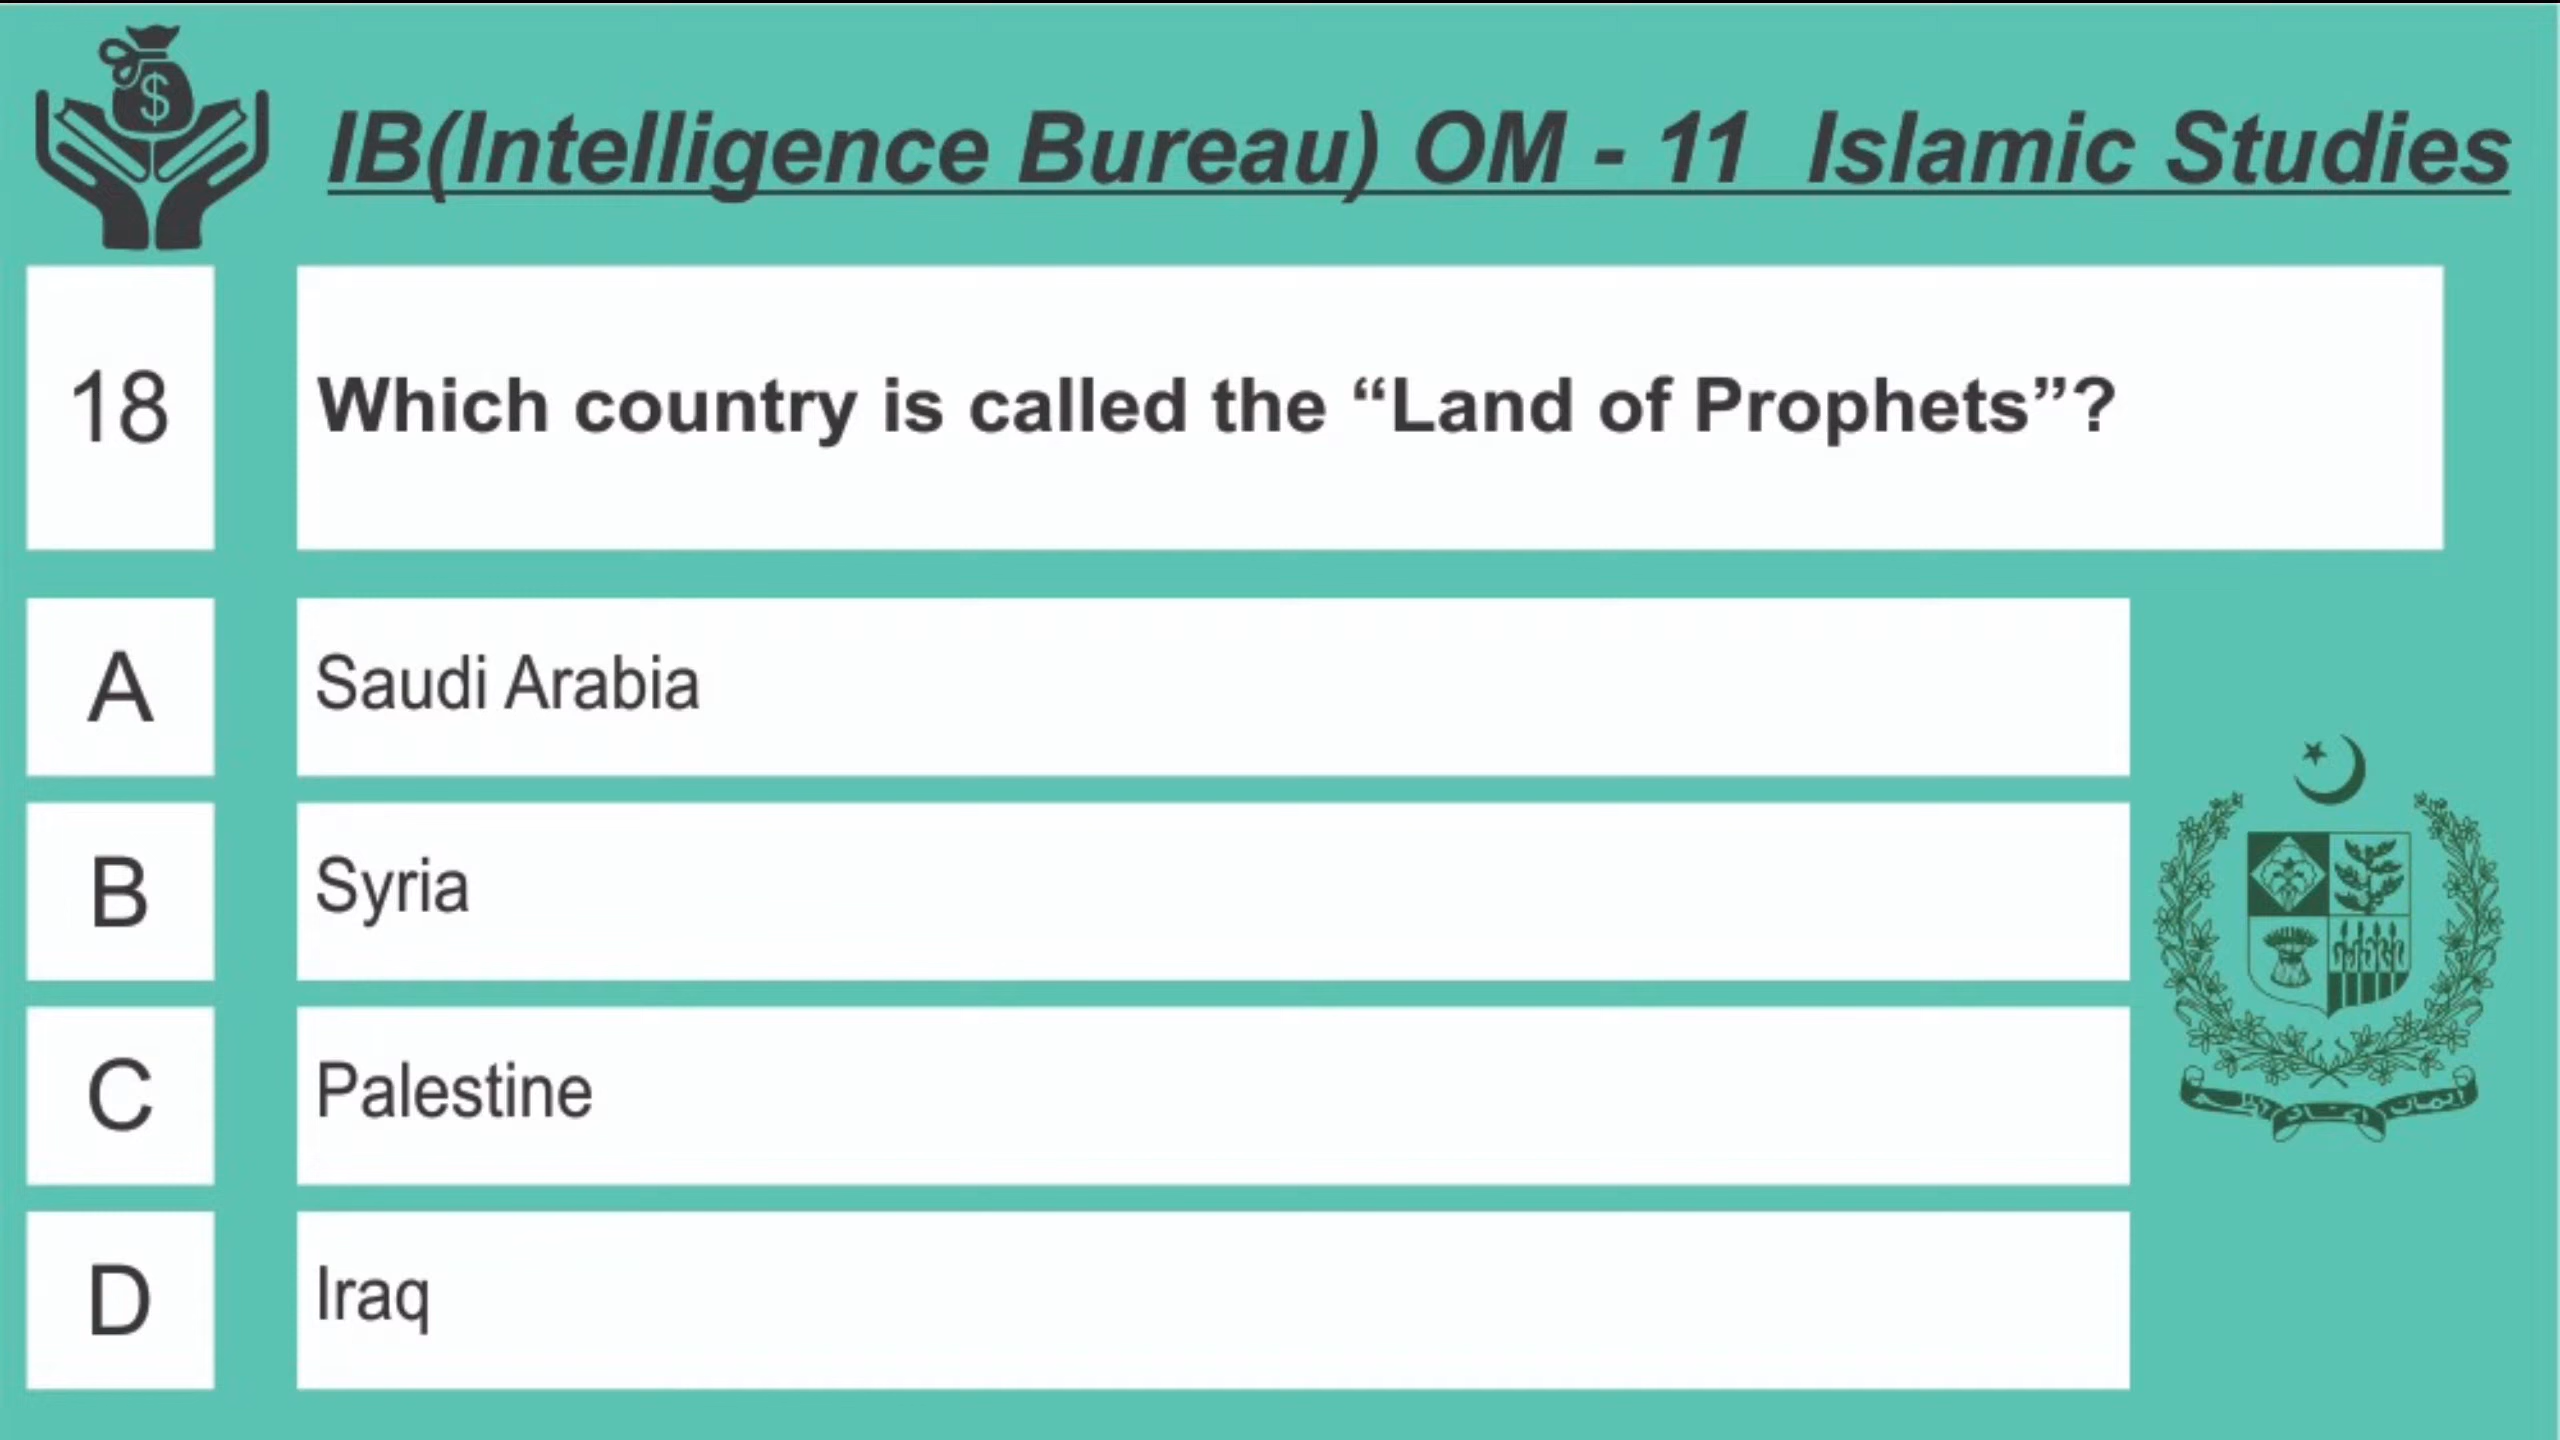 IB(Intelligence Bureau) OM - 11 Islamic Studies
18
Which country is called the “Land of Prophets”?
A
Saudi Arabia
B
Syria
C
Palestine
D
Iraq